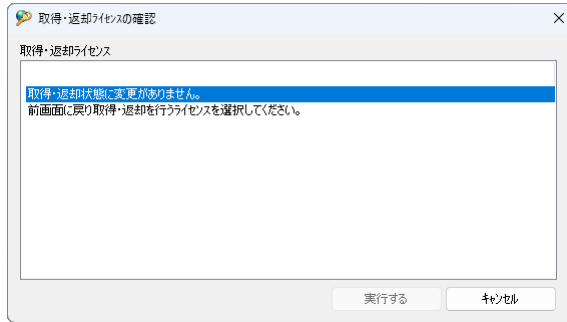 取得・返却ライセンスの確認
取得・返却ライセンス
取得・返却状態に変更がありません。
前画面に戻り取得・返却を行うライセンスを選択してください。
実行する
キャンセル